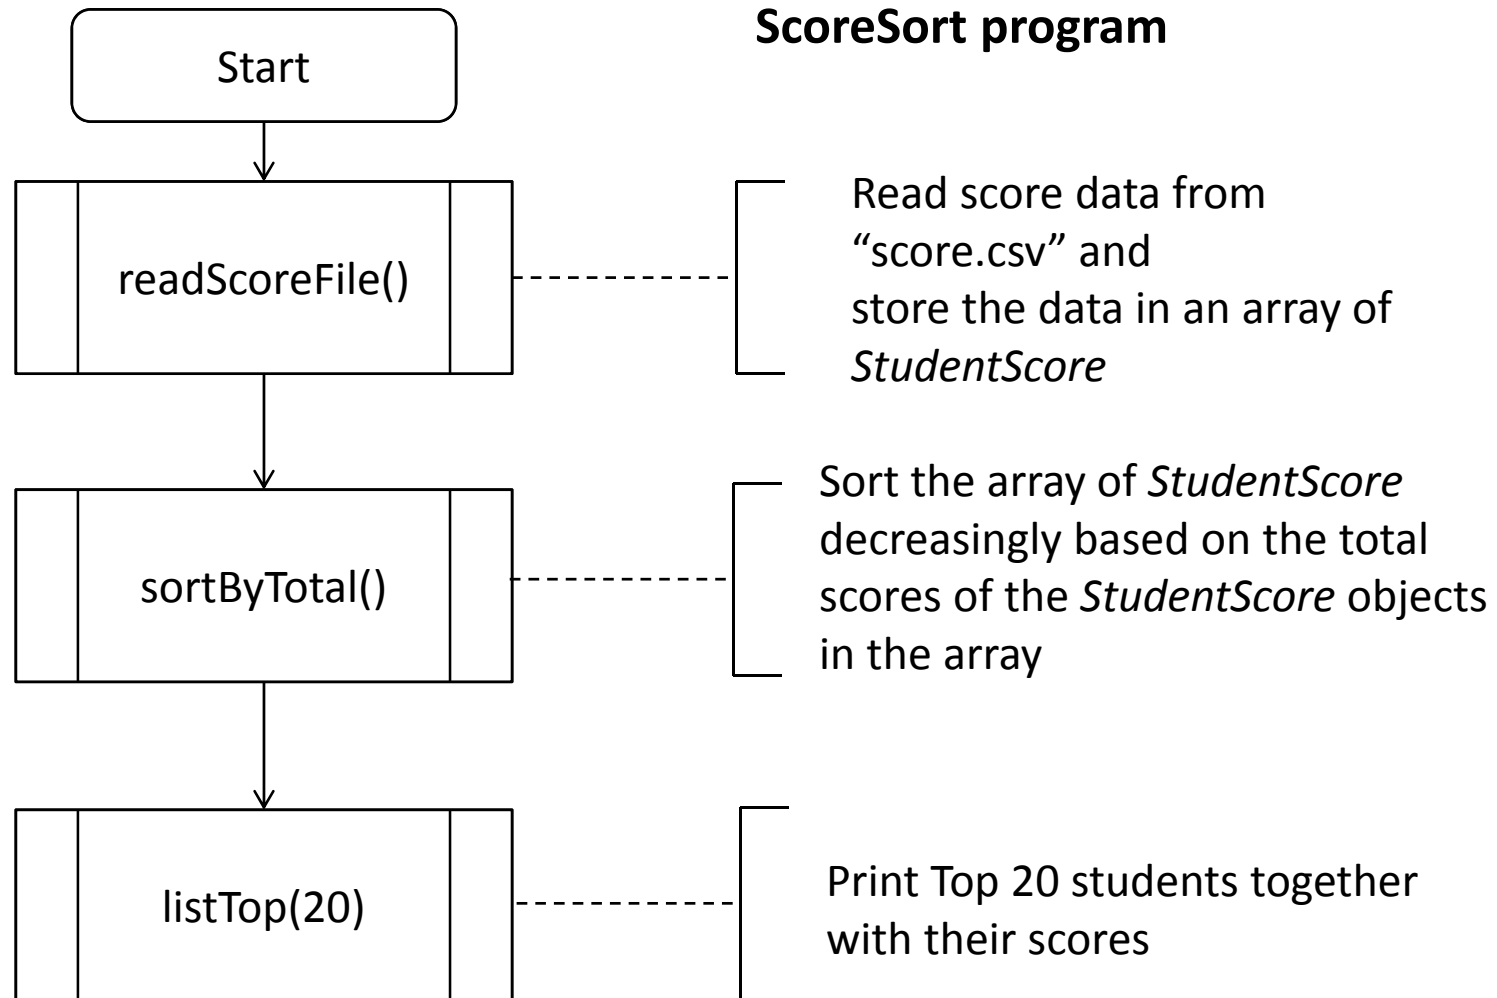 ScoreSort program
Start
readScoreFile()
Read score data from
“score.csv” and
store the data in an array of
StudentScore
sortByTotal()
Sort the array of StudentScore
decreasingly based on the total
scores of the StudentScore objects
in the array
listTop(20)
Print Top 20 students together
with their scores